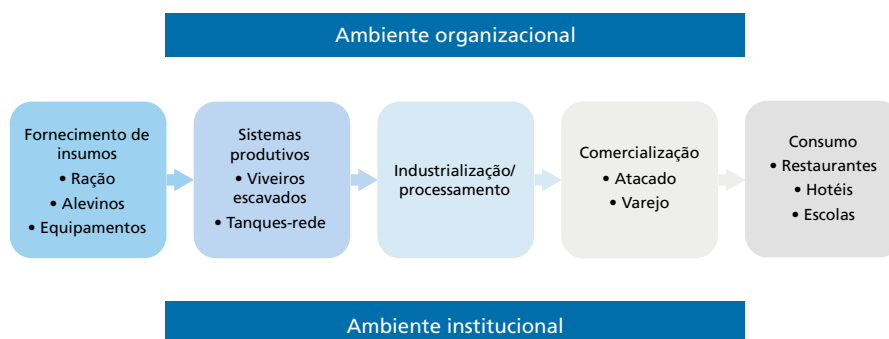 Ambiente organizacional
Fornecimento de
insumos
• Ração
• Alevinos
• Equipamentos
Sistemas
produtivos
• Viveiros
escavados
• Tanques-rede
Industrialização/
processamento
Comercialização
• Atacado
• Varejo
Consumo
• Restaurantes
• Hotéis
• Escolas
Ambiente institucional